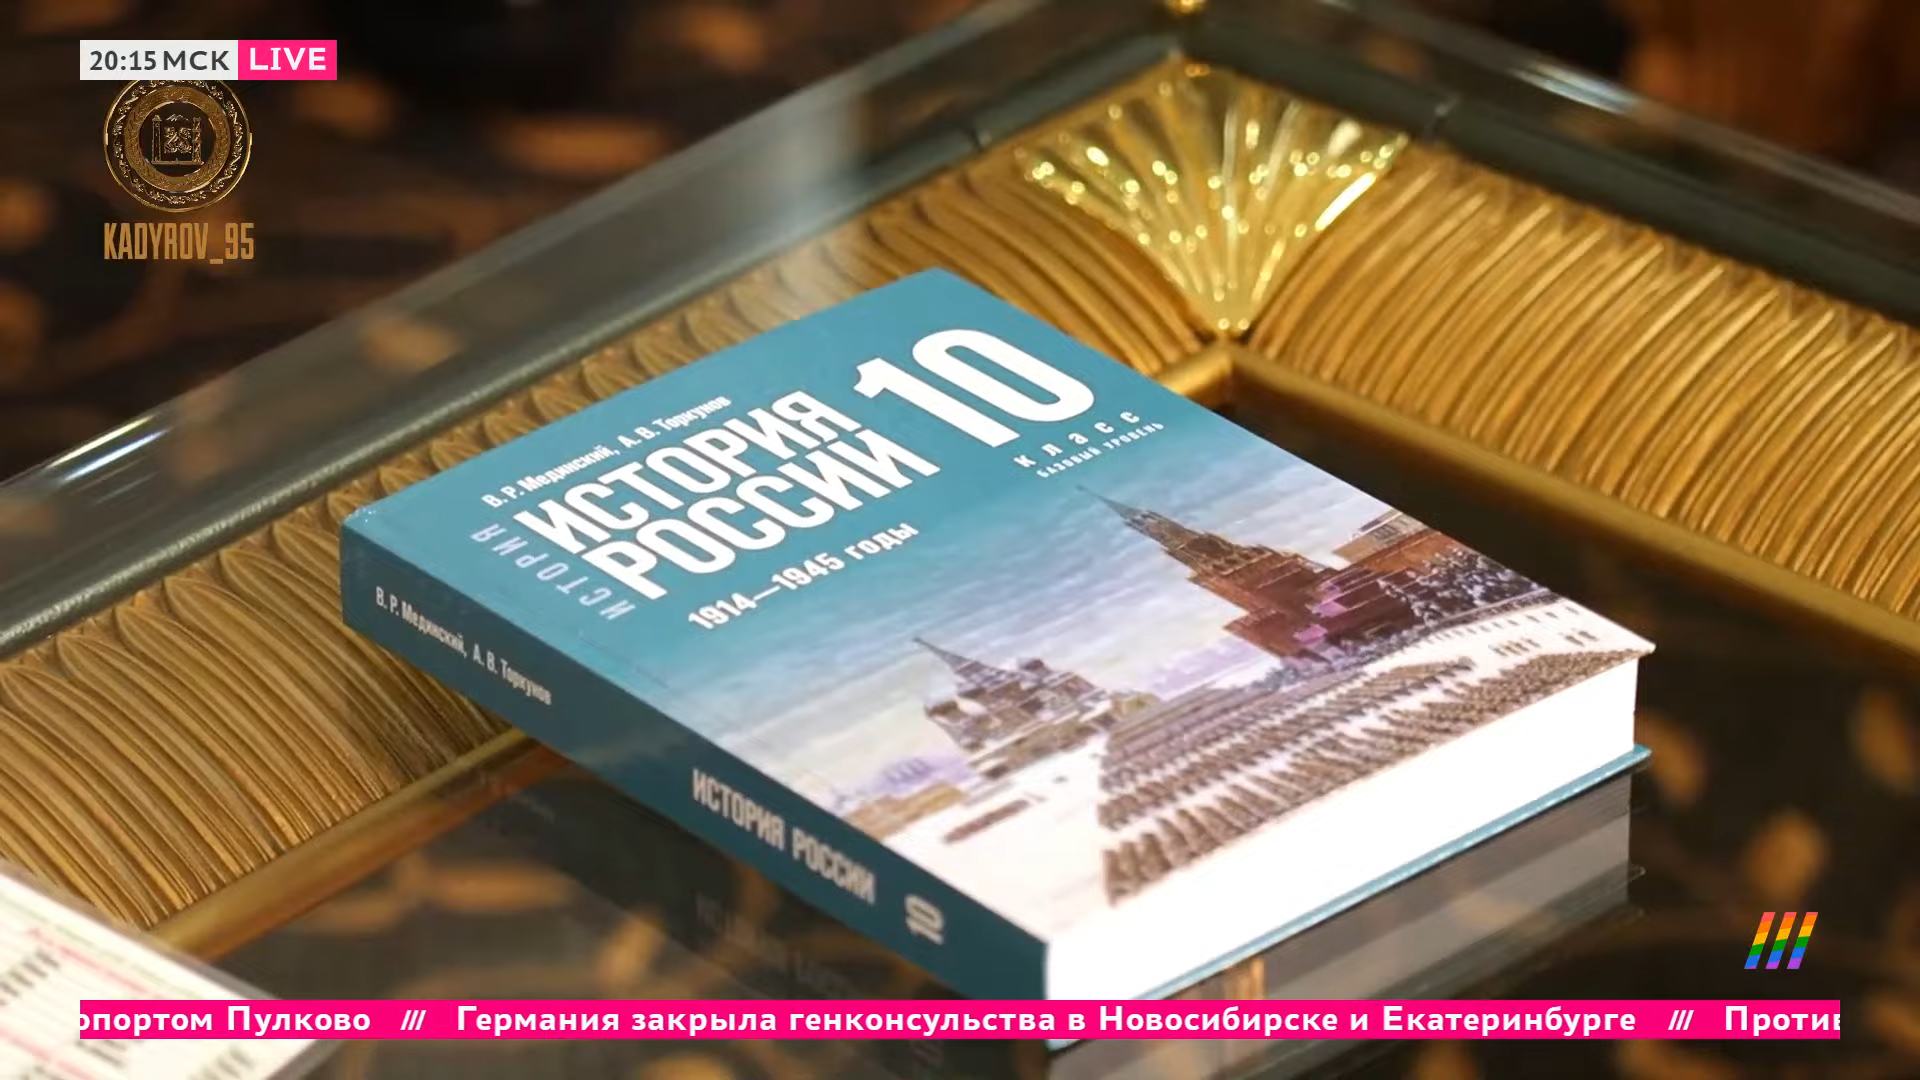 20:15 МСК LIVE
KADYROV_95
В. Р. Мединский, А. В. Торкунов
ИСТОРИЯ
ИСТОРИЯ
РОССИИ
10
класс
БАЗОВЫЙ УРОВЕНЬ
1914—1945 годы
В. Р. Мединский, А. В. Торкунов
ИСТОРИЯ РОССИИ 10
опортом Пулково /// Германия закрыла генконсульства в Новосибирске и Екатеринбурге /// Против